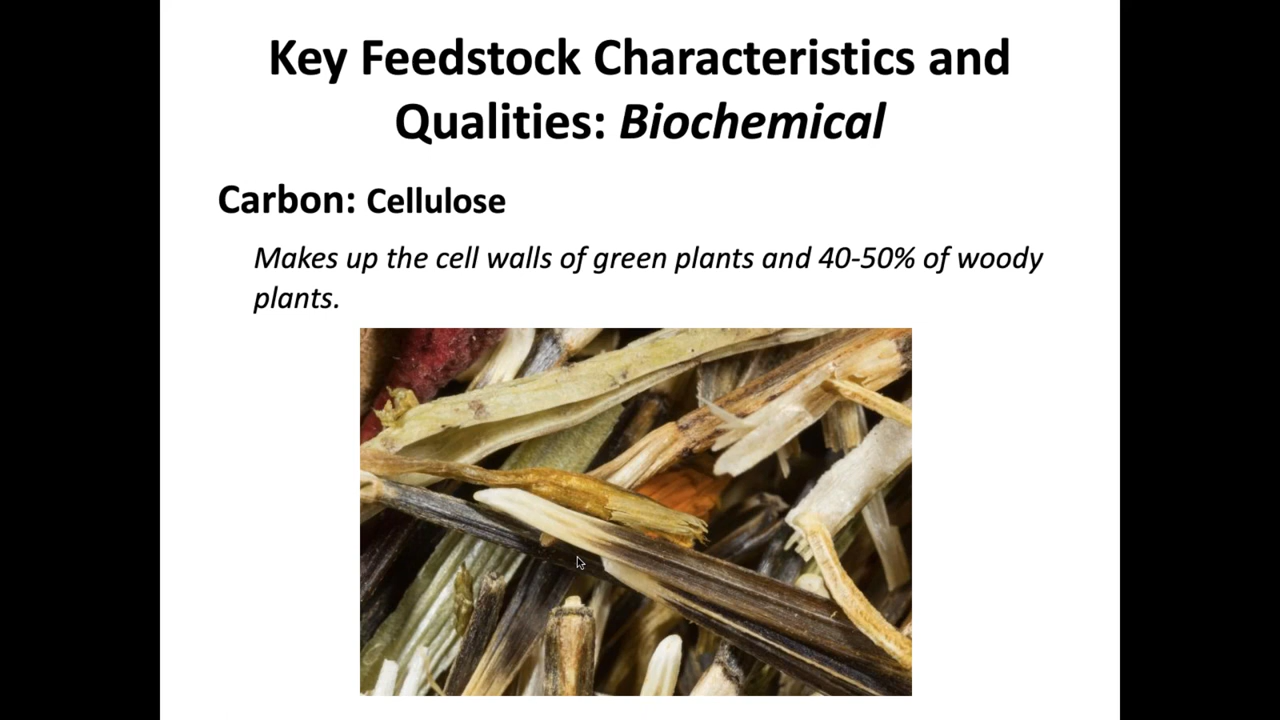 Key Feedstock Characteristics and
Qualities: Biochemical
Carbon: Cellulose
Makes up the cell walls of green plants and 40-50% of woody
plants.